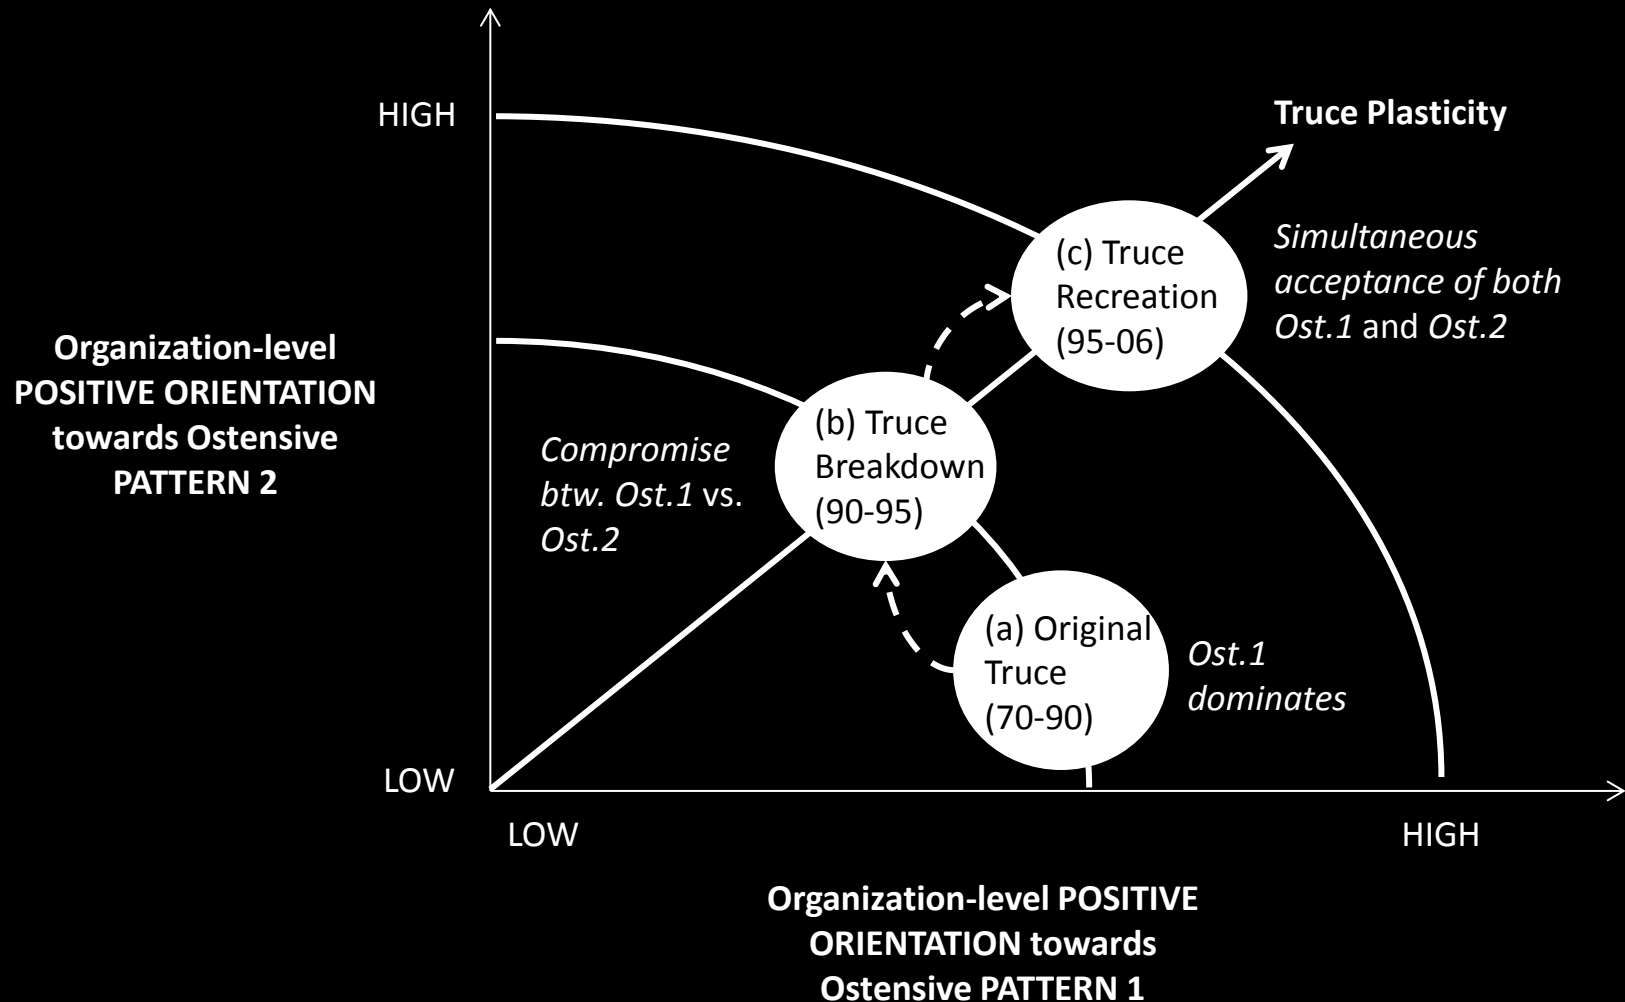 HIGH
Truce Plasticity
Simultaneous
acceptance of both
Ost.1 and Ost.2
(c) Truce
Recreation
(95-06)
Organization-level
POSITIVE ORIENTATION
towards Ostensive
PATTERN 2
Compromise
btw. Ost.1 vs.
Ost.2
(b) Truce
Breakdown
(90-95)
(a) Original
Truce
(70-90)
Ost.1
dominates
LOW
LOW
HIGH
Organization-level POSITIVE
ORIENTATION towards
Ostensive PATTERN 1